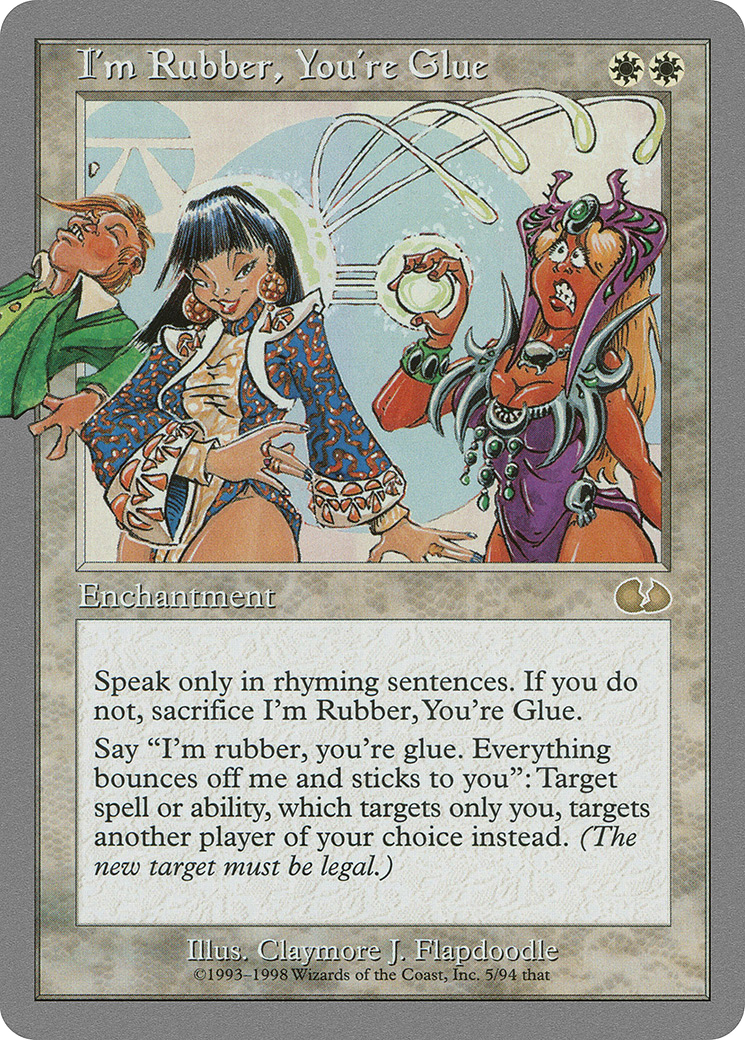 I'm Rubber, You're Glue
Enchantment
Speak only in rhyming sentences. If you do
not, sacrifice I'm Rubber, You're Glue.
Say “I'm rubber, you're glue. Everything
bounces off me and sticks to you”: Target
spell or ability, which targets only you, targets
another player of your choice instead. (The
new target must be legal.)
Illus. Claymore J. Flapdoodle
©1993–1998 Wizards of the Coast, Inc. 5/94 that